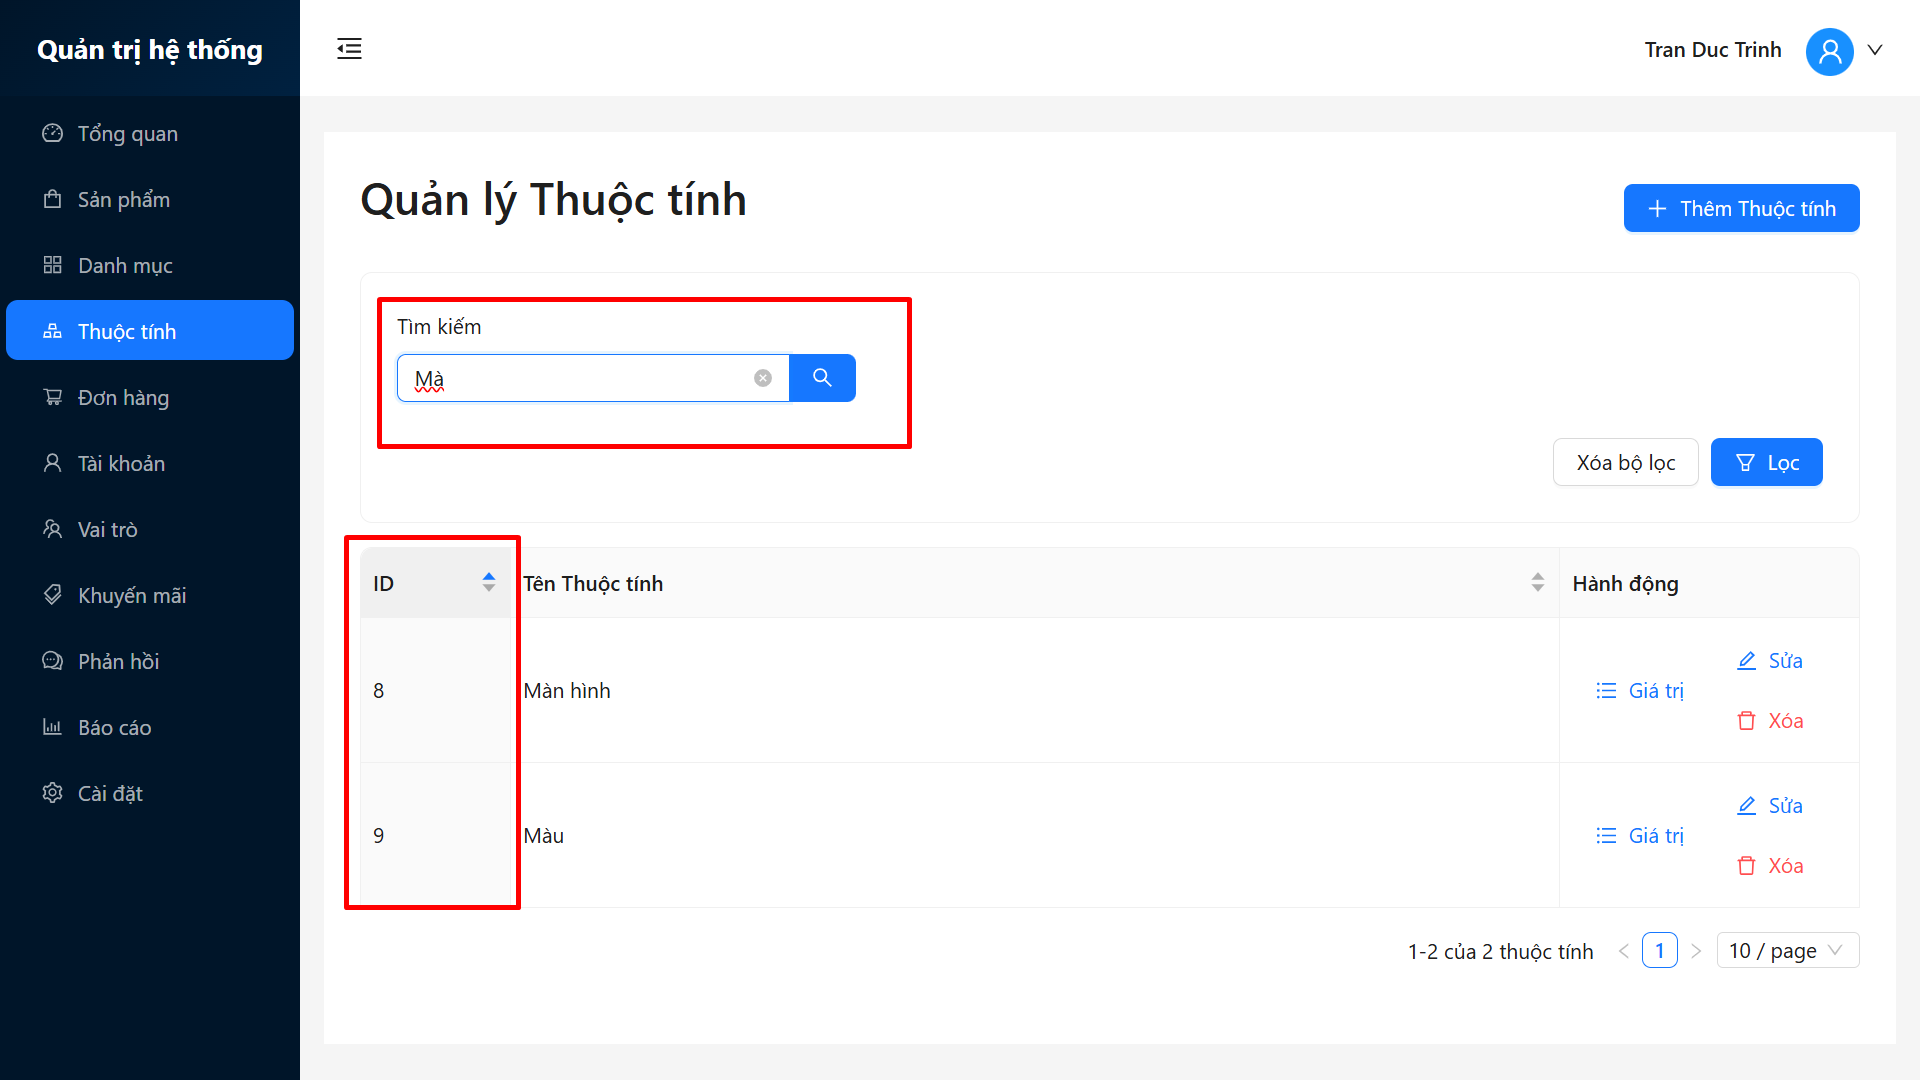 Quản trị hệ thống
Tran Duc Trinh
Tổng quan
Sản phẩm
Danh mục
Thuộc tính
Đơn hàng
Tài khoản
Vai trò
Khuyến mãi
Phản hồi
Báo cáo
Cài đặt
Quản lý Thuộc tính
Thêm Thuộc tính
Tìm kiếm
Mà
Xóa bộ lọc
Lọc
ID Tên Thuộc tính Hành động
8 Màn hình Giá trị Sửa Xóa
9 Màu Giá trị Sửa Xóa
1-2 của 2 thuộc tính 1 10 / page